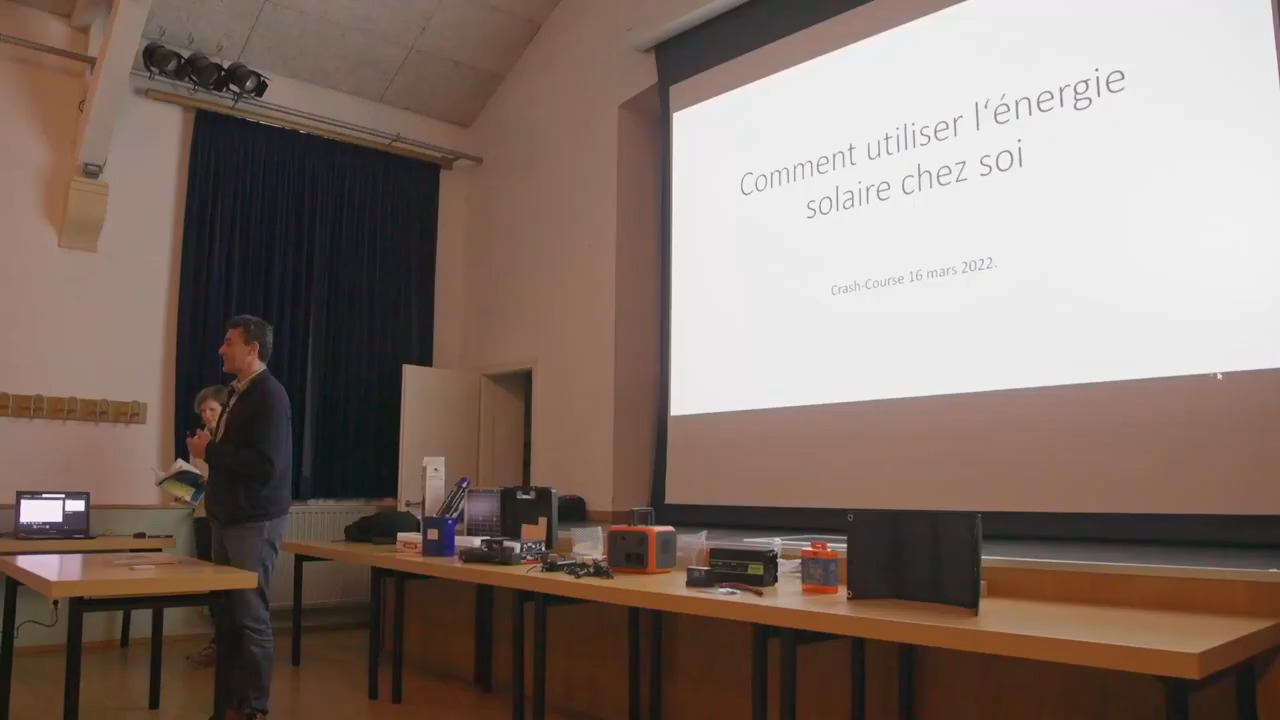 Comment utiliser l‘énergie
solaire chez soi
Crash-Course 16 mars 2022.